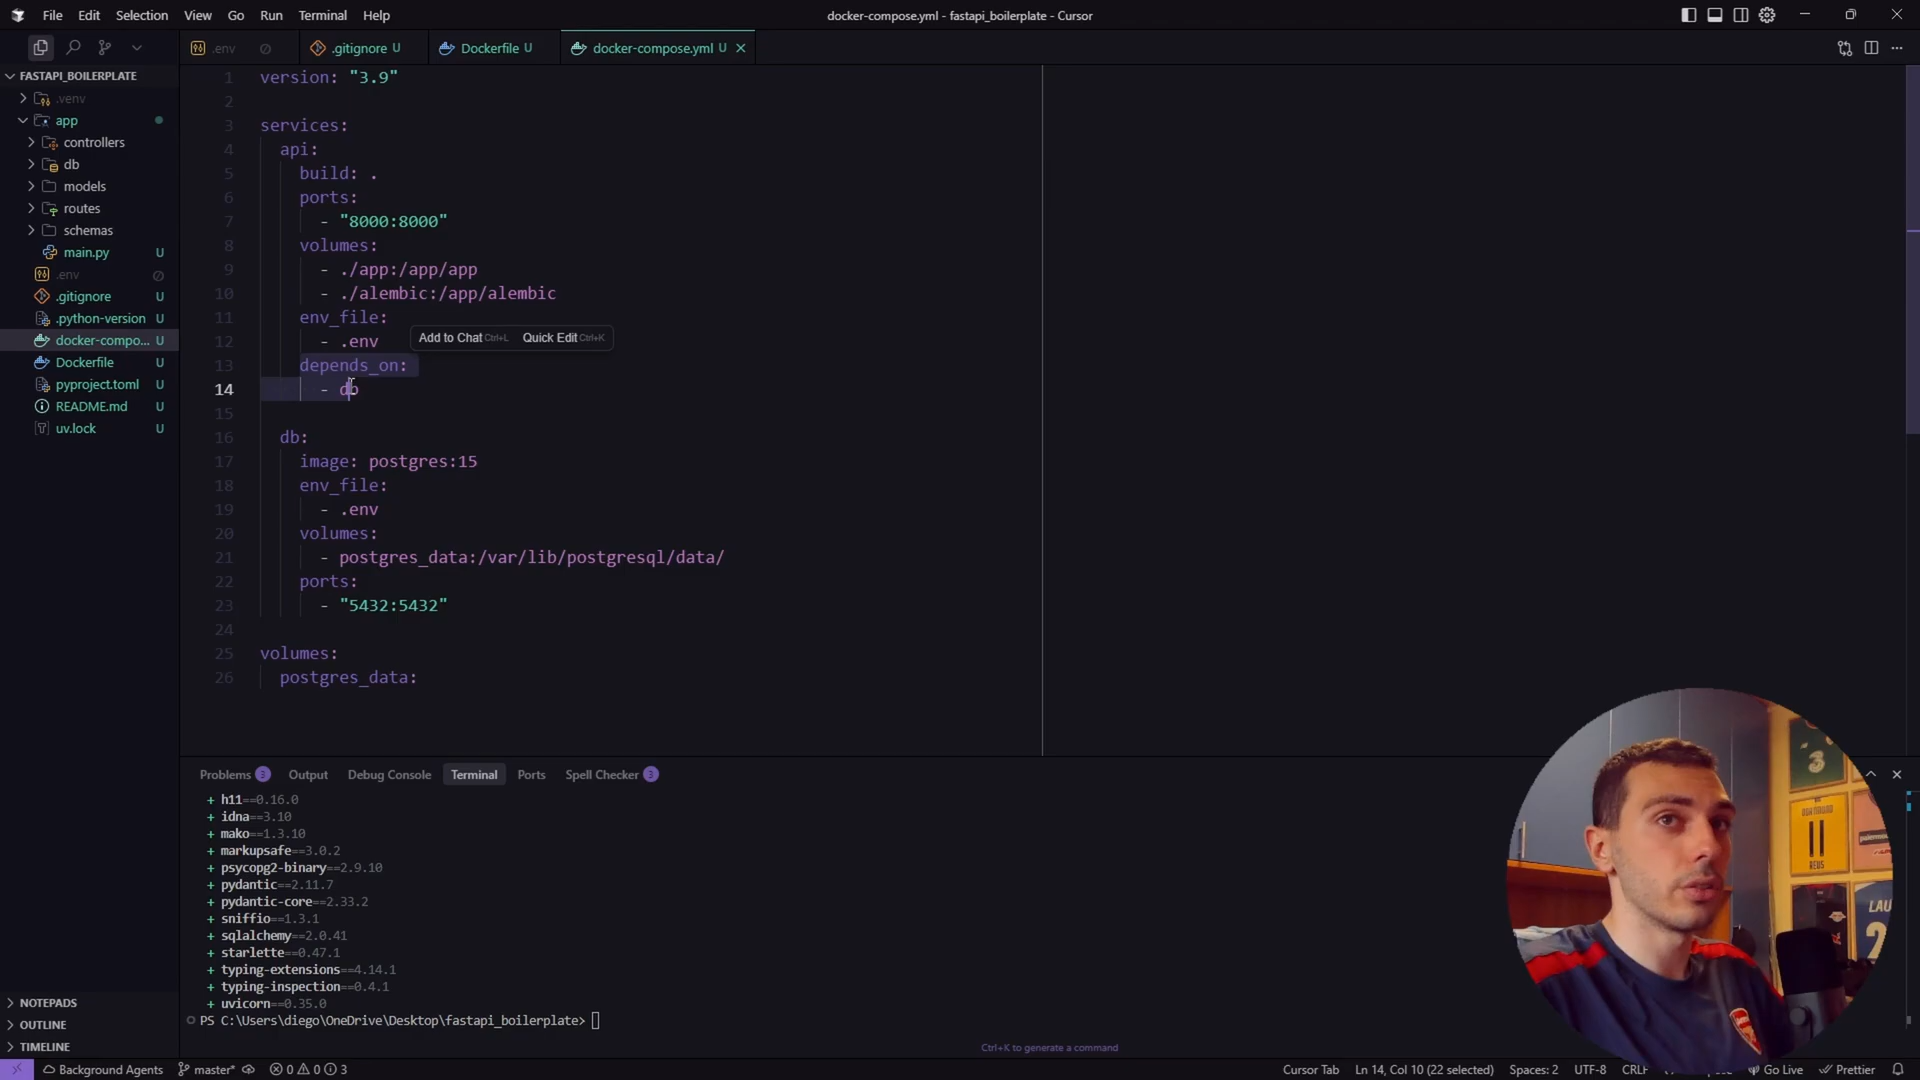 File Edit Selection View Go Run Terminal Help
docker-compose.yml - fastapi_boilerplate - Cursor
.env
.gitignore U
Dockerfile U
docker-compose.yml U
FASTAPI_BOILERPLATE
.venv
app
controllers
db
models
routes
schemas
main.py U
.env
.gitignore U
.python-version U
docker-compo... U
Dockerfile U
pyproject.toml U
README.md U
uv.lock U
NOTEPADS
OUTLINE
TIMELINE
1 version: "3.9"
2
3 services:
4 api:
5 build: .
6 ports:
7 - "8000:8000"
8 volumes:
9 - ./app:/app/app
10 - ./alembic:/app/alembic
11 env_file:
12 - .env
Add to Chat Ctrl+L Quick Edit Ctrl+K
13 depends_on:
14 - db
15
16 db:
17 image: postgres:15
18 env_file:
19 - .env
20 volumes:
21 - postgres_data:/var/lib/postgresql/data/
22 ports:
23 - "5432:5432"
24
25 volumes:
26 postgres_data:
Problems 3 Output Debug Console Terminal Ports Spell Checker 3
+ h11==0.16.0
+ idna==3.10
+ mako==1.3.10
+ markupsafe==3.0.2
+ psycopg2-binary==2.9.10
+ pydantic==2.11.7
+ pydantic-core==2.33.2
+ sniffio==1.3.1
+ sqlalchemy==2.0.41
+ starlette==0.47.1
+ typing-extensions==4.14.1
+ typing-inspection==0.4.1
+ uvicorn==0.35.0
PS C:\Users\diego\OneDrive\Desktop\fastapi_boilerplate>
Ctrl+K to generate a command
3
11
REUS
LAU
2
Background Agents master* 0 0 3
Cursor Tab Ln 14, Col 10 (22 selected) Spaces: 2 UTF-8 CRLF Go Live Prettier